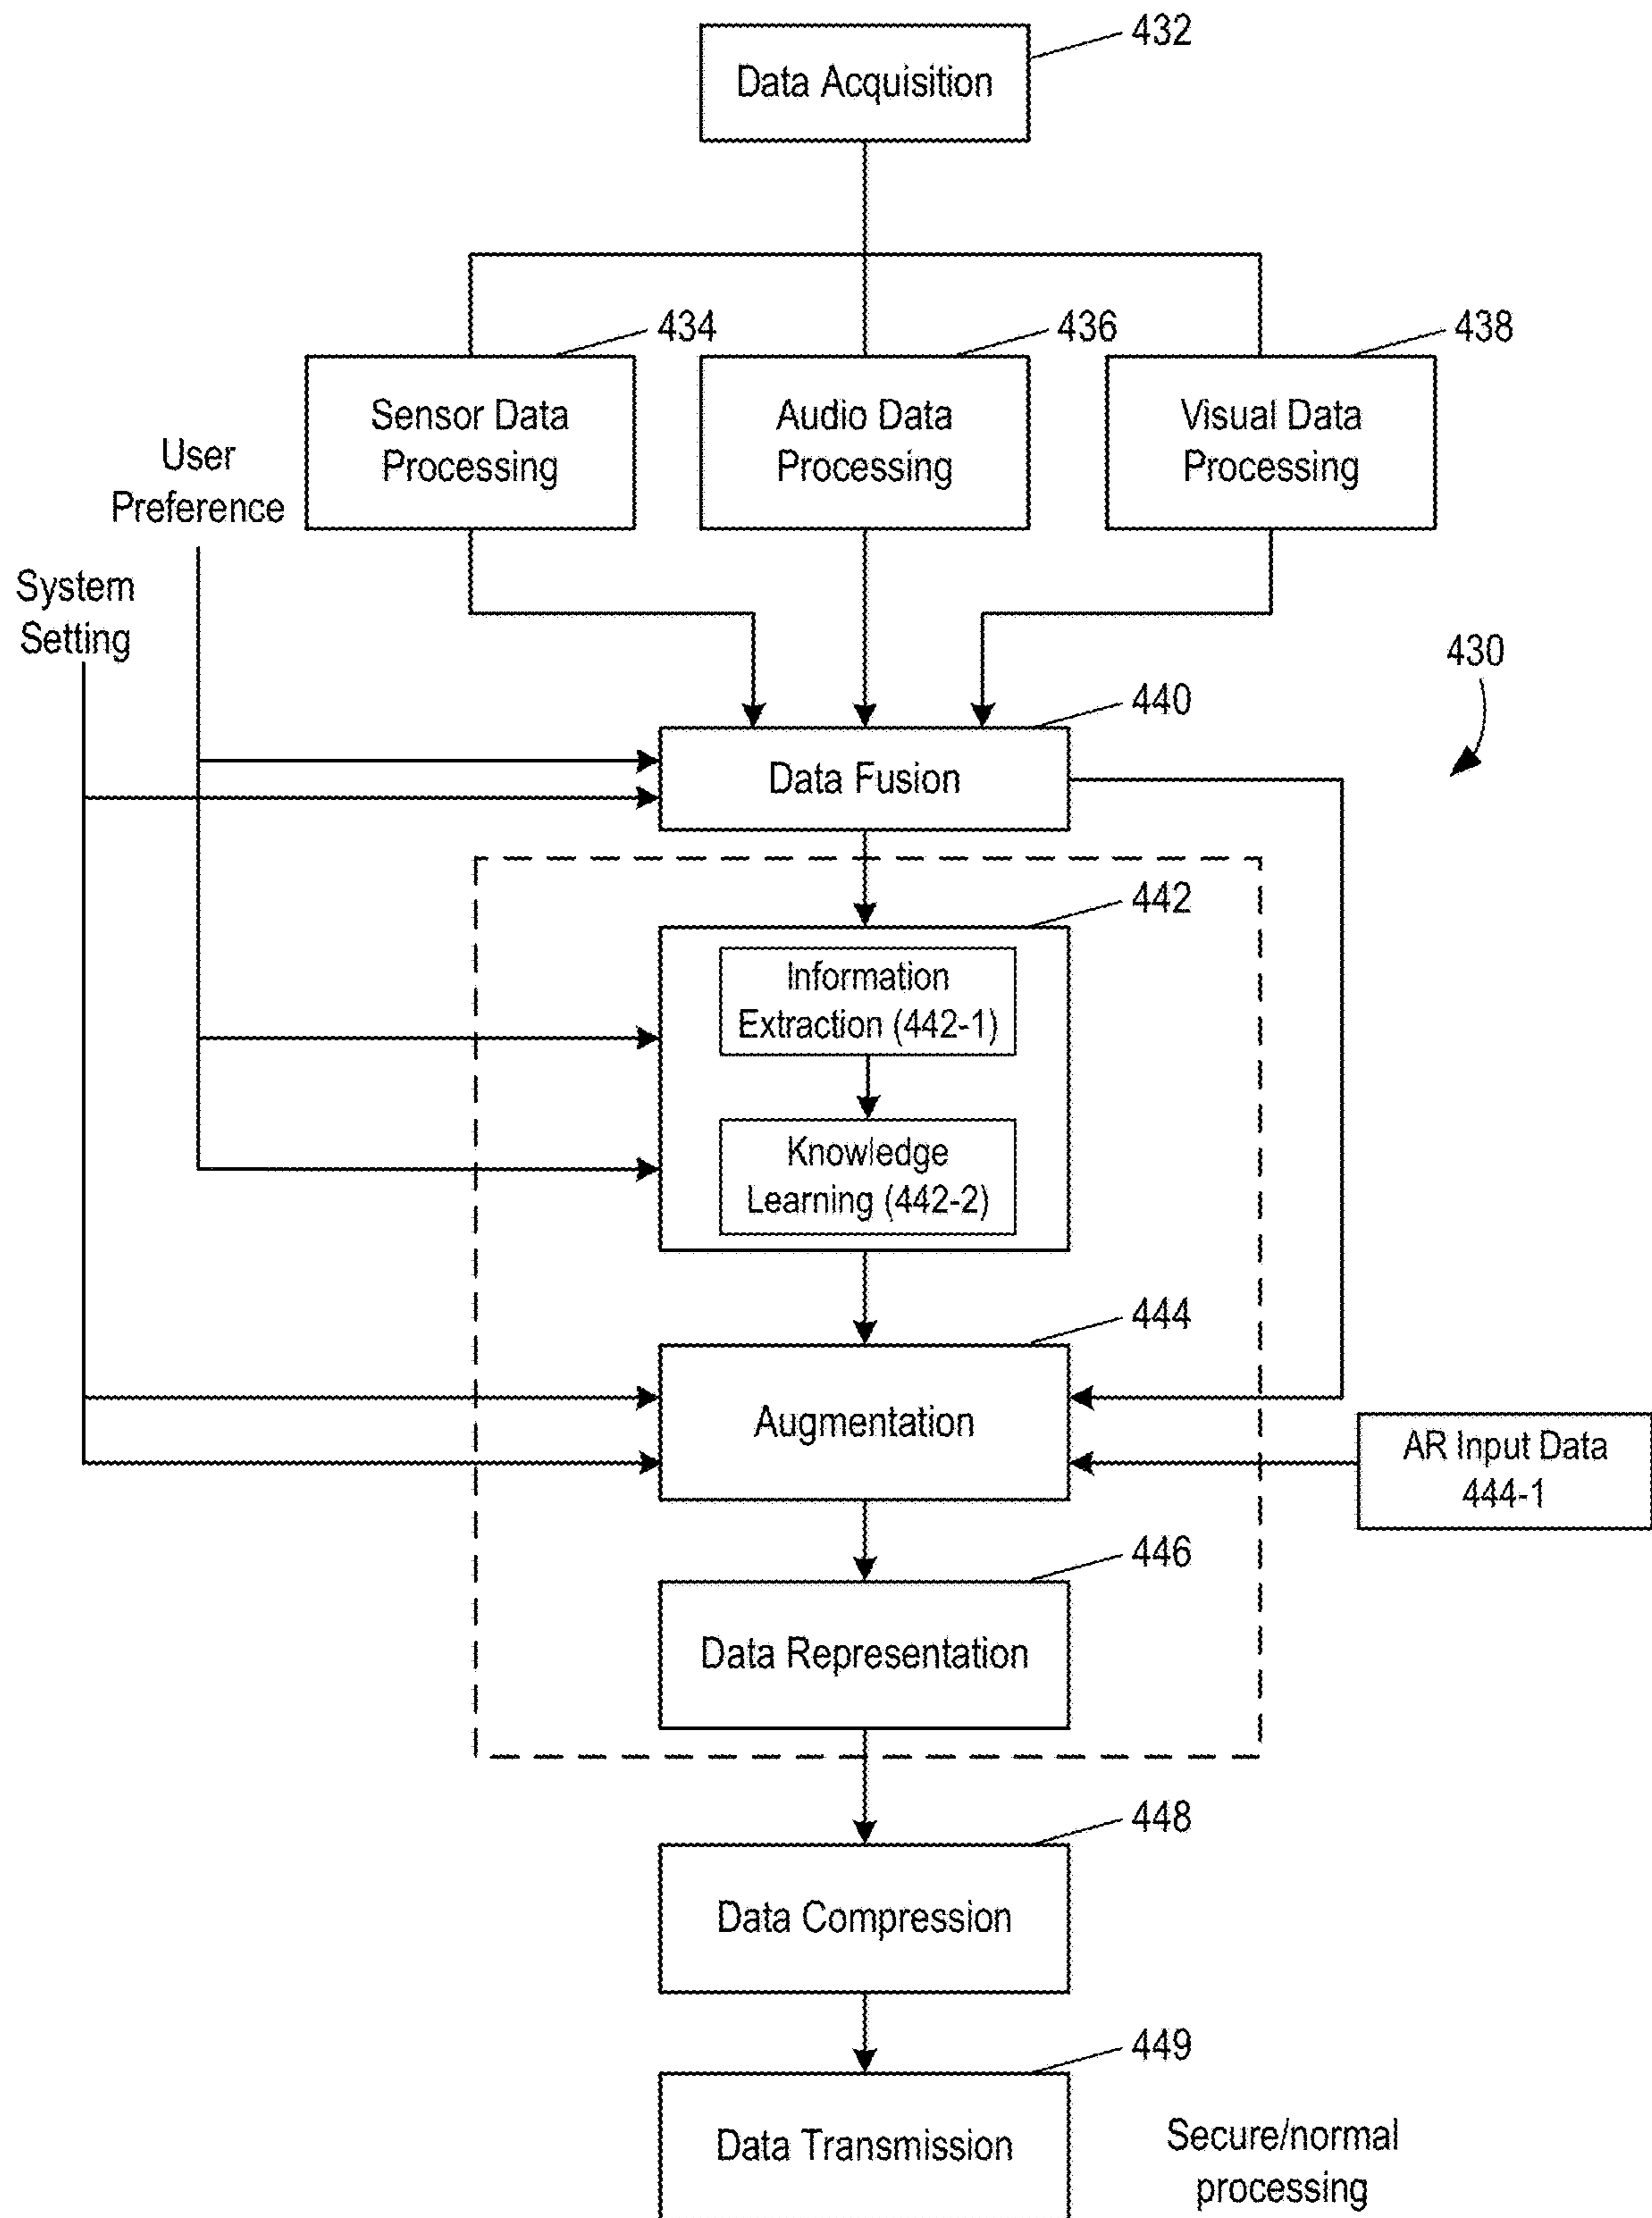 432
Data Acquisition
434
436
438
Sensor Data
Processing
Audio Data
Processing
Visual Data
Processing
User
Preference
System
Setting
430
440
Data Fusion
442
Information
Extraction (442-1)
Knowledge
Learning (442-2)
444
Augmentation
AR Input Data
444-1
446
Data Representation
448
Data Compression
449
Data Transmission
Secure/normal
processing